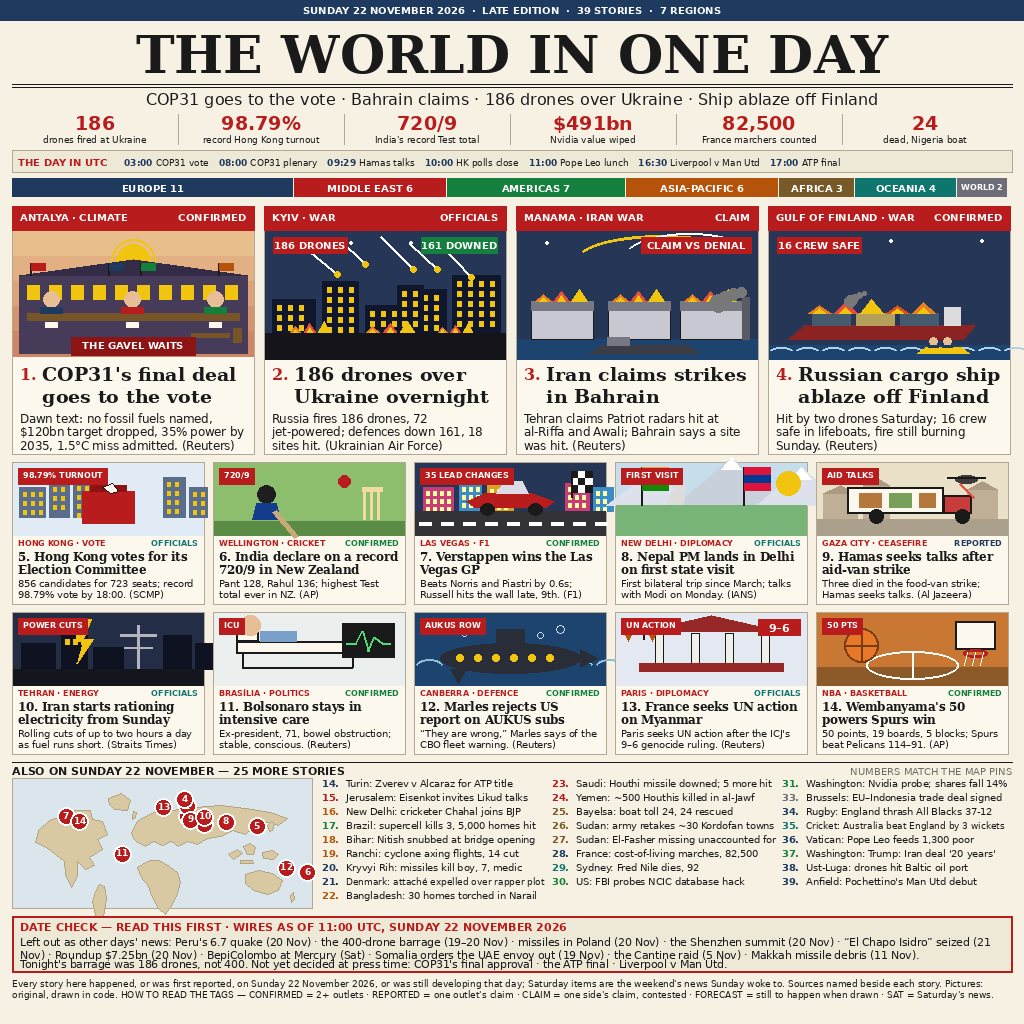 SUNDAY 22 NOVEMBER 2026 · LATE EDITION · 39 STORIES · 7 REGIONS
THE WORLD IN ONE DAY
COP31 goes to the vote · Bahrain claims · 186 drones over Ukraine · Ship ablaze off Finland
186
drones fired at Ukraine
98.79%
record Hong Kong turnout
720/9
India's record Test total
$491bn
Nvidia value wiped
82,500
France marchers counted
24
dead, Nigeria boat
THE DAY IN UTC 03:00 COP31 vote 08:00 COP31 plenary 09:29 Hamas talks 10:00 HK polls close 11:00 Pope Leo lunch 16:30 Liverpool v Man Utd 17:00 ATP final
EUROPE 11 MIDDLE EAST 6 AMERICAS 7 ASIA-PACIFIC 6 AFRICA 3 OCEANIA 4 WORLD 2
ANTALYA · CLIMATE CONFIRMED
THE GAVEL WAITS
1. COP31's final deal
goes to the vote
Dawn text: no fossil fuels named,
$120bn target dropped, 35% power by
2035, 1.5°C miss admitted. (Reuters)
KYIV · WAR OFFICIALS
186 DRONES 161 DOWNED
2. 186 drones over
Ukraine overnight
Russia fires 186 drones, 72
jet-powered; defences down 161, 18
sites hit. (Ukrainian Air Force)
MANAMA · IRAN WAR CLAIM
CLAIM VS DENIAL
3. Iran claims strikes
in Bahrain
Tehran claims Patriot radars hit at
al-Riffa and Awali; Bahrain says a site
was hit. (Reuters)
GULF OF FINLAND · WAR CONFIRMED
16 CREW SAFE
4. Russian cargo ship
ablaze off Finland
Hit by two drones Saturday; 16 crew
safe in lifeboats, fire still burning
Sunday. (Reuters)
98.79% TURNOUT
HONG KONG · VOTE OFFICIALS
5. Hong Kong votes for its
Election Committee
856 candidates for 723 seats; record
98.79% vote by 18:00. (SCMP)
720/9
WELLINGTON · CRICKET CONFIRMED
6. India declare on a record
720/9 in New Zealand
Pant 128, Rahul 136; highest Test
total ever in NZ. (AP)
35 LEAD CHANGES
LAS VEGAS · F1 CONFIRMED
7. Verstappen wins the Las
Vegas GP
Beats Norris and Piastri by 0.6s;
Russell hits the wall late, 9th. (F1)
FIRST VISIT
NEW DELHI · DIPLOMACY OFFICIALS
8. Nepal PM lands in Delhi
on first state visit
First bilateral trip since March; talks
with Modi on Monday. (IANS)
AID TALKS
GAZA CITY · CEASEFIRE REPORTED
9. Hamas seeks talks after
aid-van strike
Three died in the food-van strike;
Hamas seeks talks. (Al Jazeera)
POWER CUTS
TEHRAN · ENERGY OFFICIALS
10. Iran starts rationing
electricity from Sunday
Rolling cuts of up to two hours a day
as fuel runs short. (Straits Times)
ICU
BRASÍLIA · POLITICS CONFIRMED
11. Bolsonaro stays in
intensive care
Ex-president, 71, bowel obstruction;
stable, conscious. (Reuters)
AUKUS ROW
CANBERRA · DEFENCE CONFIRMED
12. Marles rejects US
report on AUKUS subs
“They are wrong,” Marles says of the
CBO fleet warning. (Reuters)
UN ACTION 9–6
PARIS · DIPLOMACY OFFICIALS
13. France seeks UN action
on Myanmar
Paris seeks UN action after the ICJ's
9–6 genocide ruling. (Reuters)
50 PTS
NBA · BASKETBALL CONFIRMED
14. Wembanyama's 50
powers Spurs win
50 points, 19 boards, 5 blocks; Spurs
beat Pelicans 114–91. (AP)
ALSO ON SUNDAY 22 NOVEMBER — 25 MORE STORIES NUMBERS MATCH THE MAP PINS
4
13
7
14
9
10
8
5
11
12
6
14. Turin: Zverev v Alcaraz for ATP title
15. Jerusalem: Eisenkot invites Likud talks
16. New Delhi: cricketer Chahal joins BJP
17. Brazil: supercell kills 3, 5,000 homes hit
18. Bihar: Nitish snubbed at bridge opening
19. Ranchi: cyclone axing flights, 14 cut
20. Kryvyi Rih: missiles kill boy, 7, medic
21. Denmark: attaché expelled over rapper plot
22. Bangladesh: 30 homes torched in Narail
23. Saudi: Houthi missile downed; 5 more hit
24. Yemen: ~500 Houthis killed in al-Jawf
25. Bayelsa: boat toll 24, 24 rescued
26. Sudan: army retakes ~30 Kordofan towns
27. Sudan: El-Fasher missing unaccounted for
28. France: cost-of-living marches, 82,500
29. Sydney: Fred Nile dies, 92
30. US: FBI probes NCIC database hack
31. Washington: Nvidia probe; shares fall 14%
33. Brussels: EU–Indonesia trade deal signed
34. Rugby: England thrash All Blacks 37-12
35. Cricket: Australia beat England by 3 wickets
36. Vatican: Pope Leo feeds 1,300 poor
37. Washington: Trump: Iran deal '20 years'
38. Ust-Luga: drones hit Baltic oil port
39. Anfield: Pochettino's Man Utd debut
DATE CHECK — READ THIS FIRST · WIRES AS OF 11:00 UTC, SUNDAY 22 NOVEMBER 2026
Left out as other days' news: Peru's 6.7 quake (20 Nov) · the 400-drone barrage (19–20 Nov) · missiles in Poland (20 Nov) · the Shenzhen summit (20 Nov) · “El Chapo Isidro” seized (21
Nov) · Roundup $7.25bn (20 Nov) · BepiColombo at Mercury (Sat) · Somalia orders the UAE envoy out (19 Nov) · the Cantine raid (5 Nov) · Makkah missile debris (11 Nov).
Tonight's barrage was 186 drones, not 400. Not yet decided at press time: COP31's final approval · the ATP final · Liverpool v Man Utd.
Every story here happened, or was first reported, on Sunday 22 November 2026, or was still developing that day; Saturday items are the weekend's news Sunday woke to. Sources named beside each story. Pictures:
original, drawn in code. HOW TO READ THE TAGS — CONFIRMED = 2+ outlets · REPORTED = one outlet's claim · CLAIM = one side's claim, contested · FORECAST = still to happen when drawn · SAT = Saturday's news.